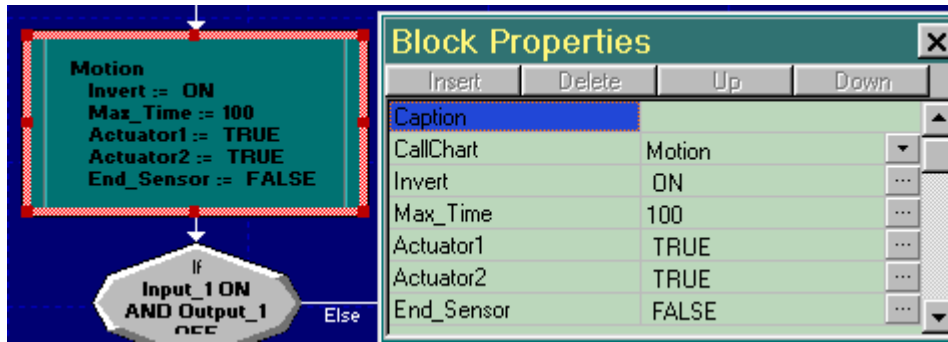 Motion
Invert := ON
Max_Time := 100
Actuator1 := TRUE
Actuator2 := TRUE
End_Sensor := FALSE
If
Input_1 ON
AND Output_1
OFF
Else
Block Properties
Insert Delete Up Down
Caption
CallChart Motion
Invert ON
Max_Time 100
Actuator1 TRUE
Actuator2 TRUE
End_Sensor FALSE